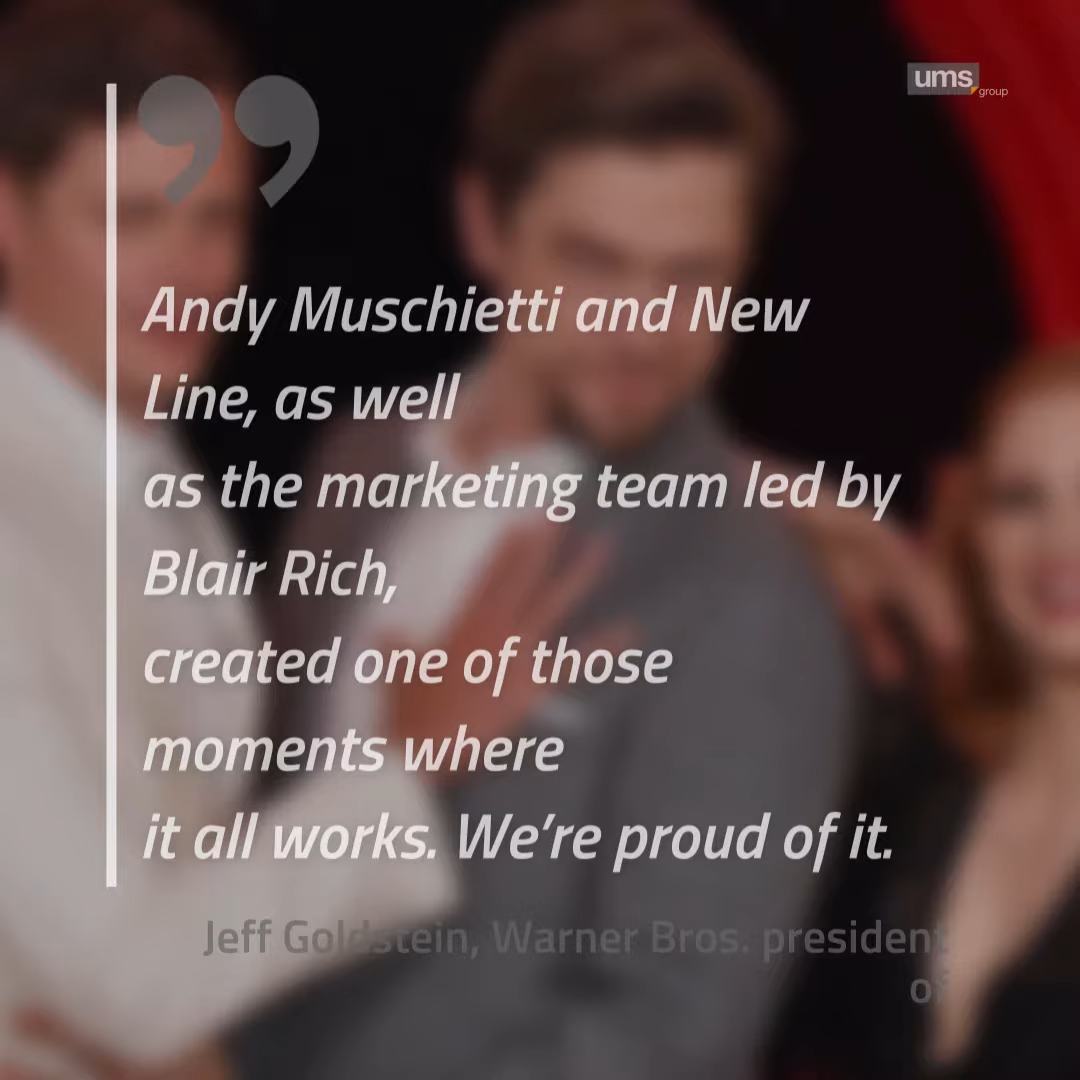 ums
group
”
Andy Muschietti and New
Line, as well
as the marketing team led by
Blair Rich,
created one of those
moments where
it all works. We’re proud of it.
Jeff Goldstein, Warner Bros. president
of